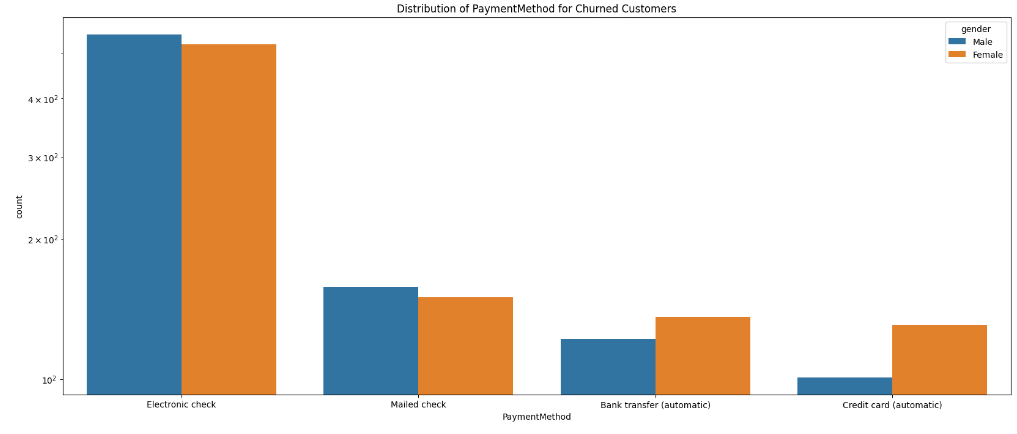 Distribution of PaymentMethod for Churned Customers
gender
Male
Female
4 × 10²
3 × 10²
2 × 10²
10²
count
Electronic check
Mailed check
Bank transfer (automatic)
Credit card (automatic)
PaymentMethod